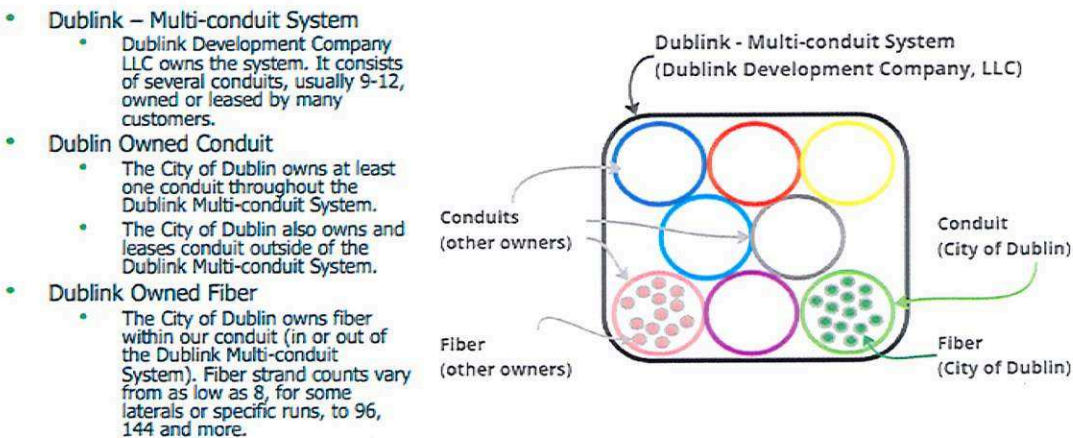 Dublink – Multi-conduit System
Dublink Development Company
LLC owns the system. It consists
of several conduits, usually 9-12,
owned or leased by many
customers.
Dublin Owned Conduit
The City of Dublin owns at least
one conduit throughout the
Dublink Multi-conduit System.
The City of Dublin also owns and
leases conduit outside of the
Dublink Multi-conduit System.
Dublink Owned Fiber
The City of Dublin owns fiber
within our conduit (in or out of
the Dublink Multi-conduit
System). Fiber strand counts vary
from as low as 8, for some
laterals or specific runs, to 96,
144 and more.
Dublink - Multi-conduit System
(Dublink Development Company, LLC)
Conduits
(other owners)
Fiber
(other owners)
Conduit
(City of Dublin)
Fiber
(City of Dublin)